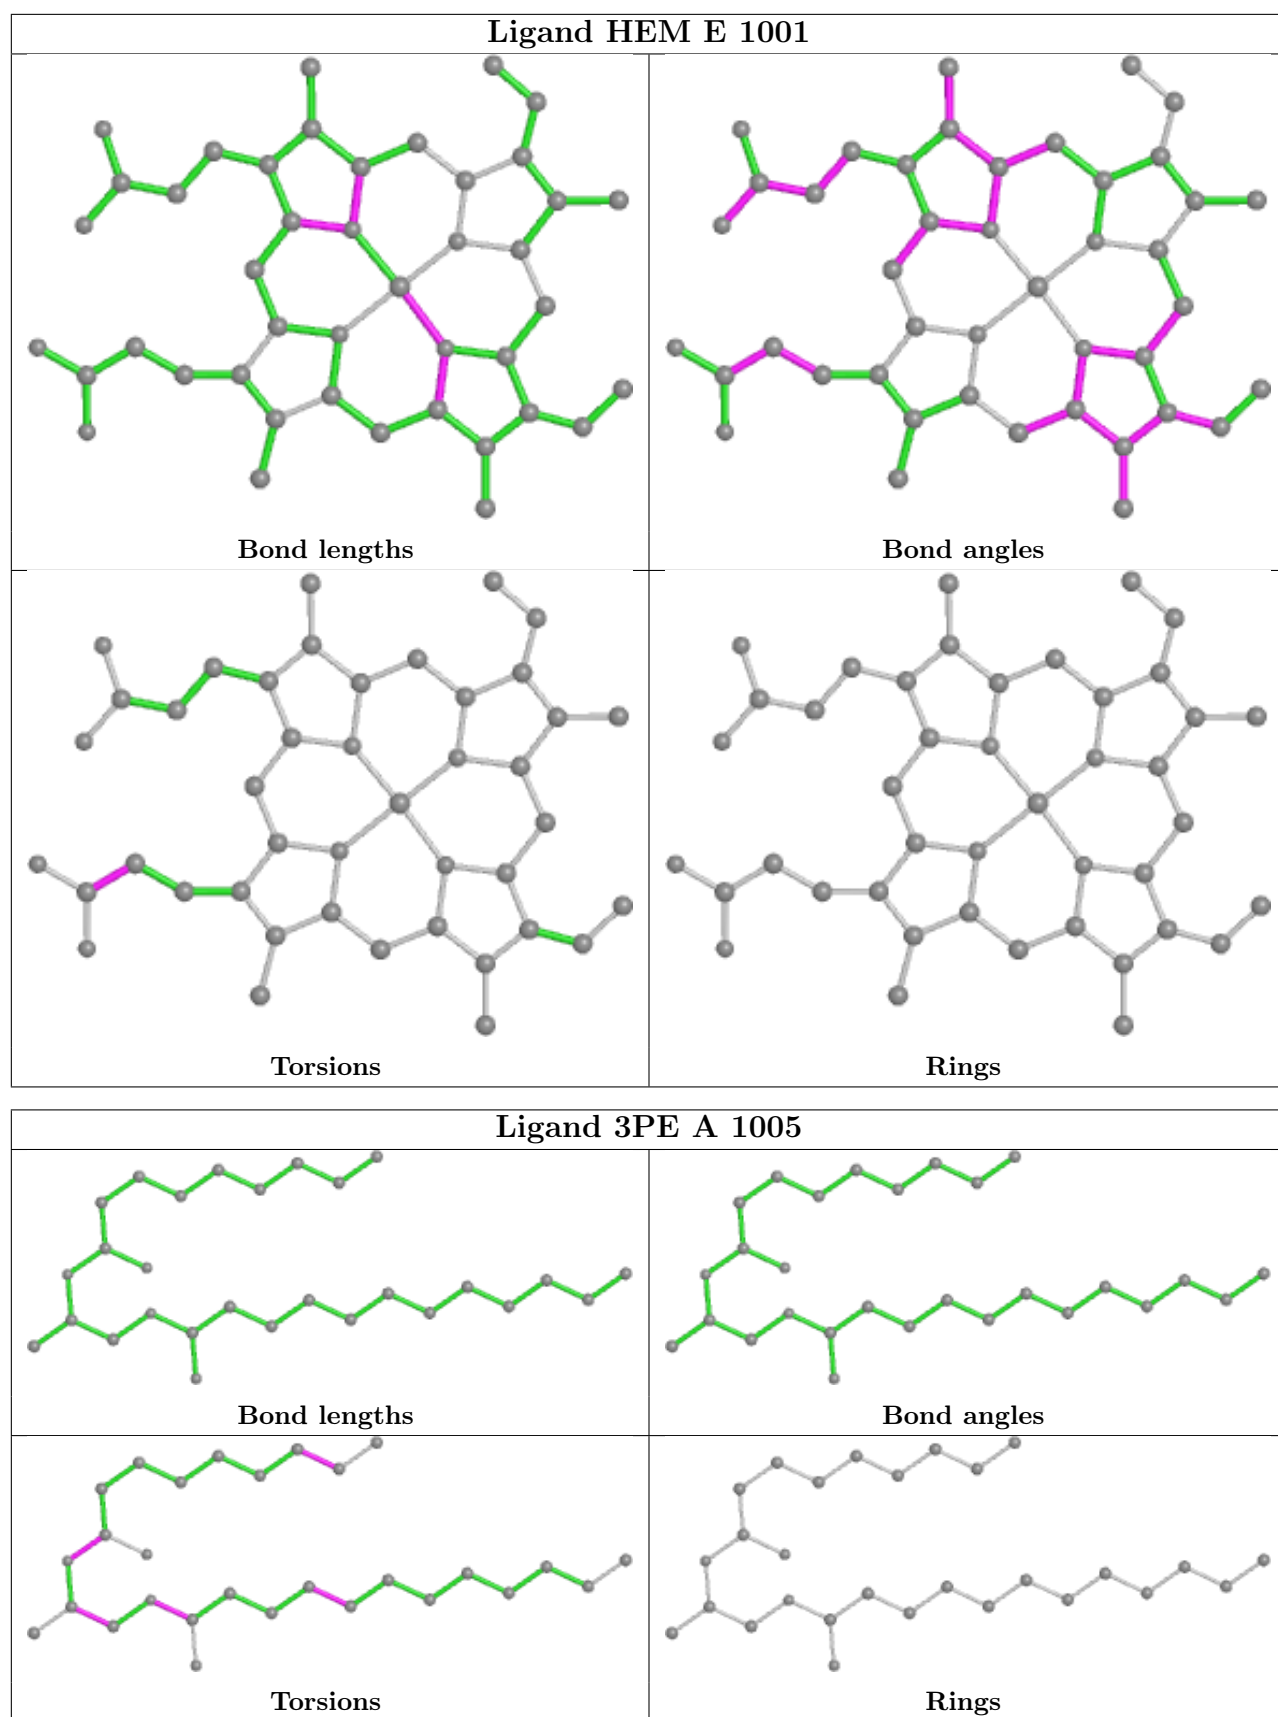 Ligand HEM E 1001
Bond lengths
Bond angles
Torsions
Rings
Ligand 3PE A 1005
Bond lengths
Bond angles
Torsions
Rings